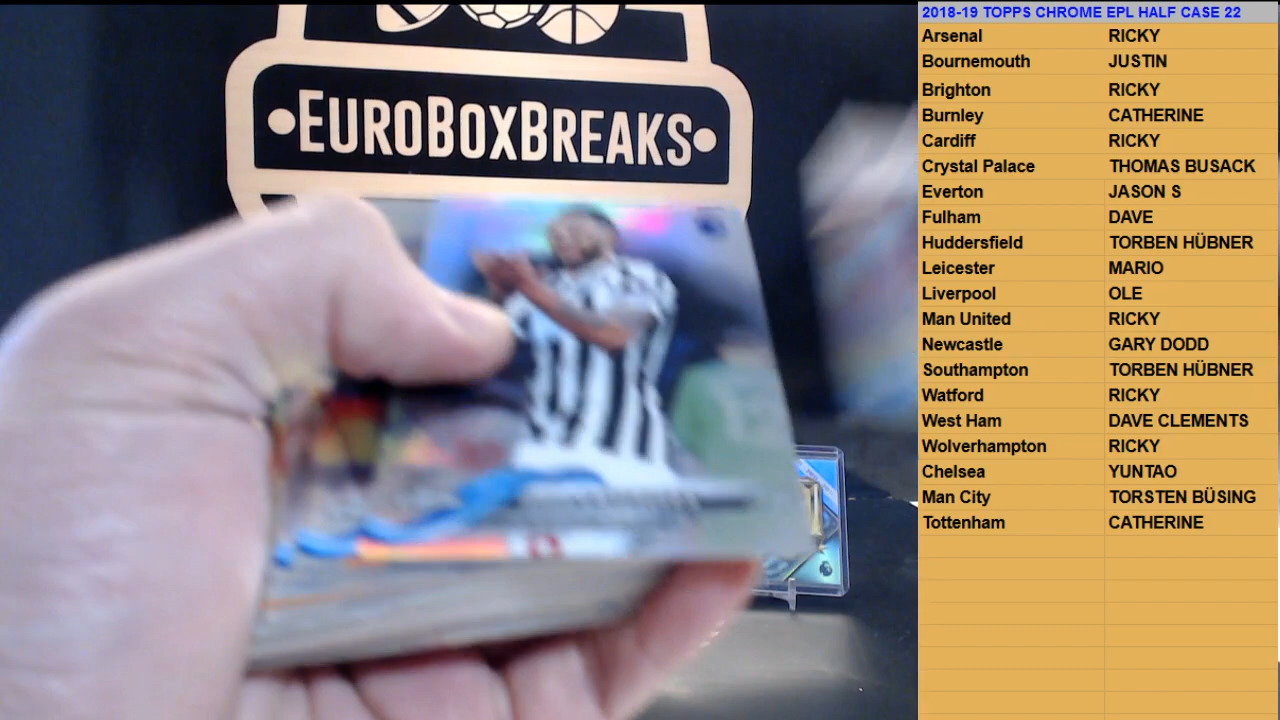 •EUROBOXBREAKS•
2018-19 TOPPS CHROME EPL HALF CASE 22
Arsenal RICKY
Bournemouth JUSTIN
Brighton RICKY
Burnley CATHERINE
Cardiff RICKY
Crystal Palace THOMAS BUSACK
Everton JASON S
Fulham DAVE
Huddersfield TORBEN HÜBNER
Leicester MARIO
Liverpool OLE
Man United RICKY
Newcastle GARY DODD
Southampton TORBEN HÜBNER
Watford RICKY
West Ham DAVE CLEMENTS
Wolverhampton RICKY
Chelsea YUNTAO
Man City TORSTEN BÜSING
Tottenham CATHERINE